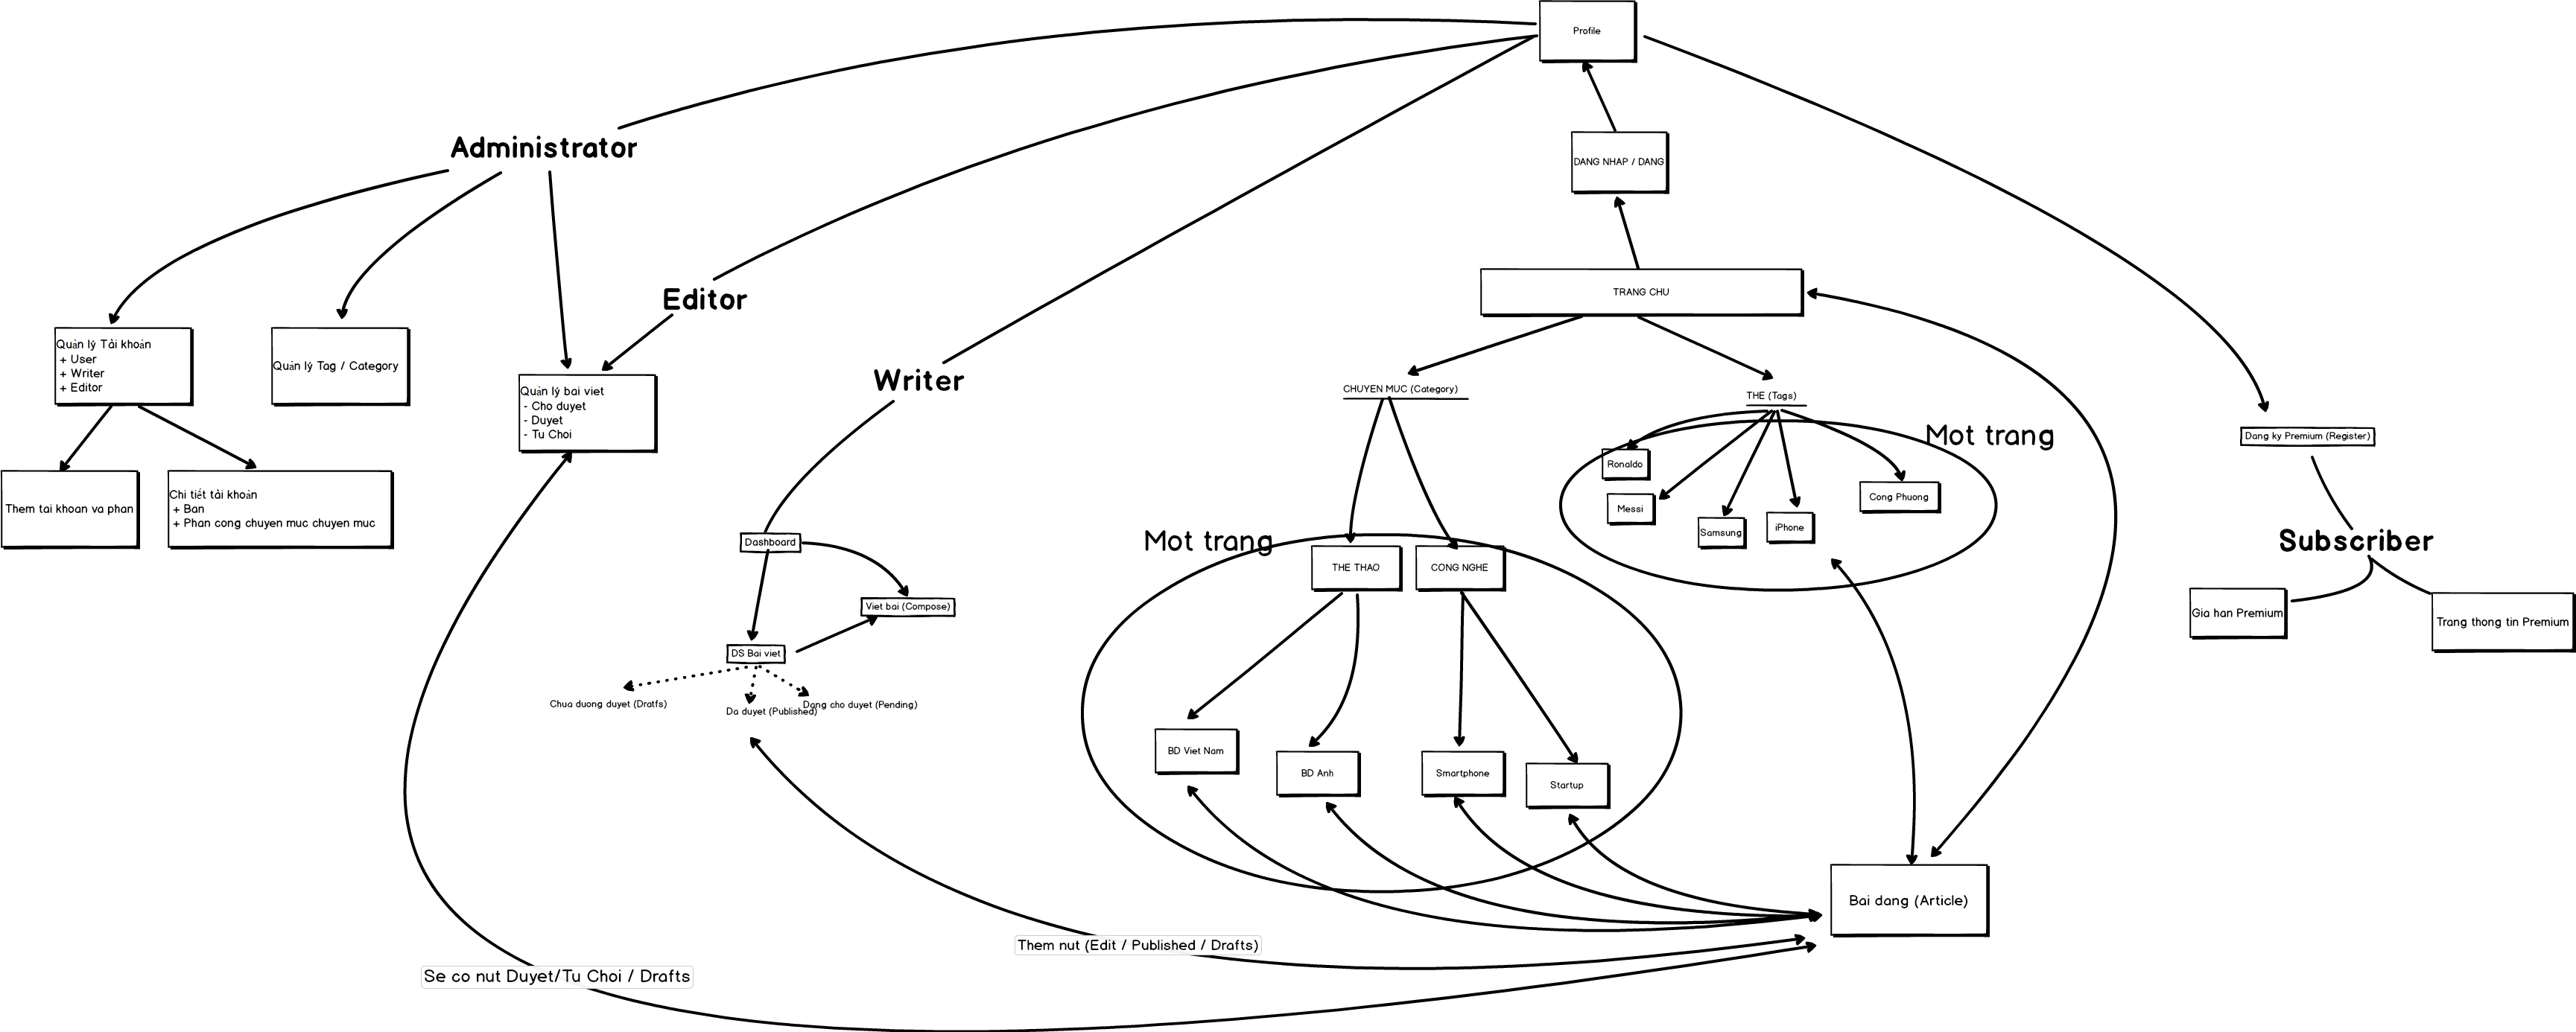 Profile
Administrator
DANG NHAP / DANG
Editor
TRANG CHU
Quản lý Tài khoản
+ User
+ Writer
+ Editor
Quản lý Tag / Category
Quản lý bai viet
- Cho duyet
- Duyet
- Tu Choi
Writer
CHUYEN MUC (Category)
THE (Tags)
Mot trang
Dang ky Premium (Register)
Ronaldo
Messi
Samsung
iPhone
Cong Phuong
Them tai khoan va phan
Chi tiết tài khoản
+ Ban
+ Phan cong chuyen muc chuyen muc
Dashboard
Mot trang
THE THAO
CONG NGHE
Subscriber
Viet bai (Compose)
Gia han Premium
Trang thong tin Premium
DS Bai viet
Chua duong duyet (Dratfs)
Da duyet (Published)
Dang cho duyet (Pending)
BD Viet Nam
BD Anh
Smartphone
Startup
Bai dang (Article)
Them nut (Edit / Published / Drafts)
Se co nut Duyet/Tu Choi / Drafts